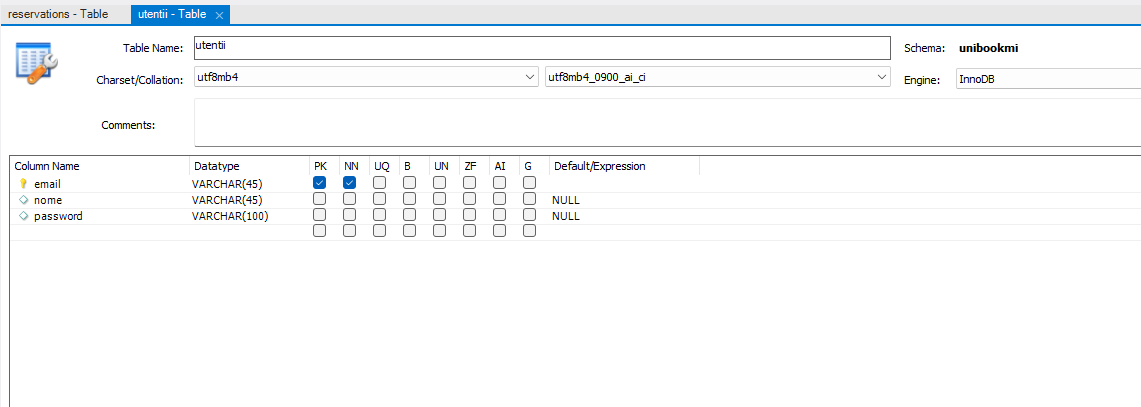 reservations - Table utentii - Table
Table Name: utentii Schema: unibookmi
Charset/Collation: utf8mb4 utf8mb4_0900_ai_ci Engine: InnoDB
Comments:
Column Name Datatype PK NN UQ B UN ZF AI G Default/Expression
email VARCHAR(45)
nome VARCHAR(45) NULL
password VARCHAR(100) NULL